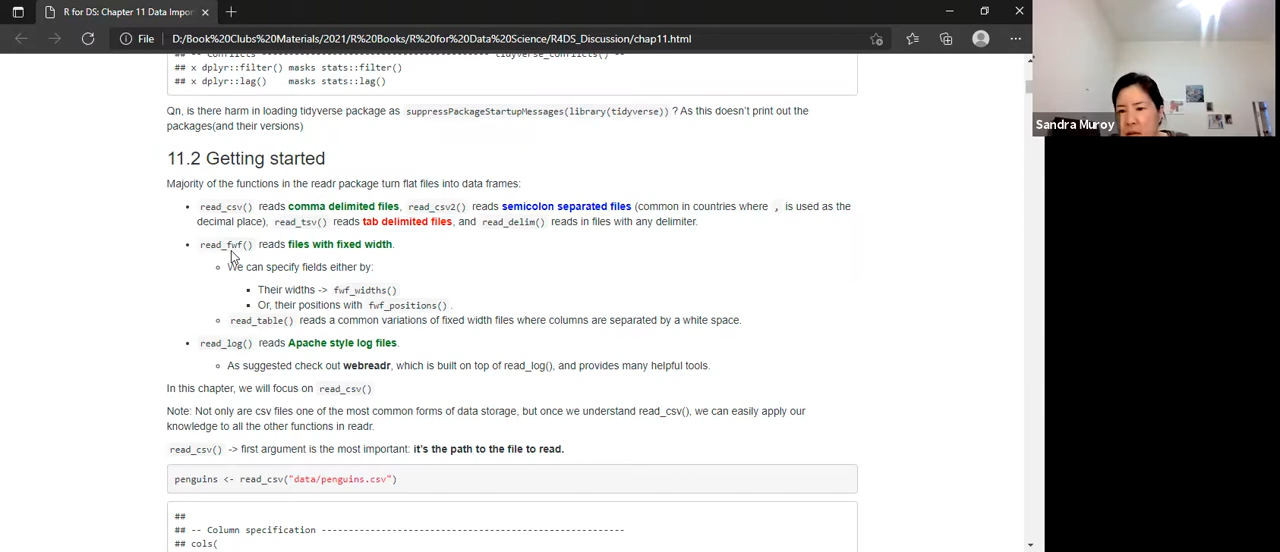 R for DS: Chapter 11 Data Impor
File
D:/Book%20Clubs%20Materials/2021/R%20Books/R%20for%20Data%20Science/R4DS_Discussion/chap11.html
## x dplyr::filter() masks stats::filter()
## x dplyr::lag() masks stats::lag()
Qn, is there harm in loading tidyverse package as suppressPackageStartupMessages(library(tidyverse)) ? As this doesn't print out the
packages(and their versions)
11.2 Getting started
Majority of the functions in the readr package turn flat files into data frames:
• read_csv() reads comma delimited files, read_csv2() reads semicolon separated files (common in countries where , is used as the
decimal place), read_tsv() reads tab delimited files, and read_delim() reads in files with any delimiter.
• read_fwf() reads files with fixed width.
◦ We can specify fields either by:
▪ Their widths -> fwf_widths()
▪ Or, their positions with fwf_positions() .
◦ read_table() reads a common variations of fixed width files where columns are separated by a white space.
• read_log() reads Apache style log files.
◦ As suggested check out webreadr, which is built on top of read_log(), and provides many helpful tools.
In this chapter, we will focus on read_csv()
Note: Not only are csv files one of the most common forms of data storage, but once we understand read_csv(), we can easily apply our
knowledge to all the other functions in readr.
read_csv() -> first argument is the most important: it's the path to the file to read.
penguins <- read_csv("data/penguins.csv")
##
## -- Column specification --------------------------------------------------------
## cols(
Sandra Muroy